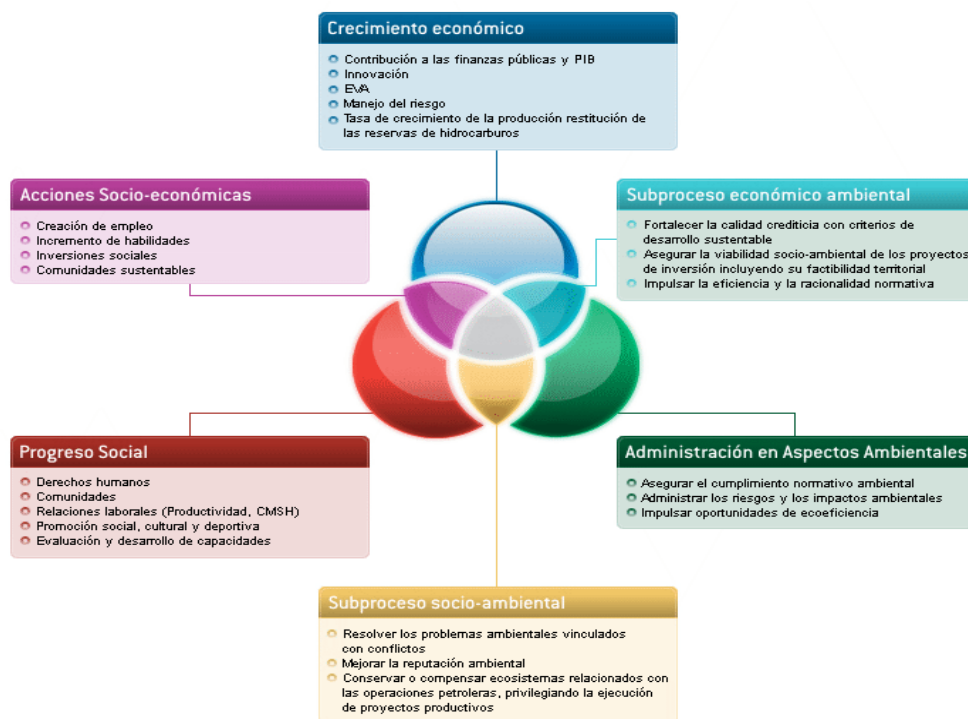 Crecimiento económico
Contribución a las finanzas públicas y PIB
Innovación
EVA
Manejo del riesgo
Tasa de crecimiento de la producción restitución de
las reservas de hidrocarburos
Acciones Socio-económicas
Creación de empleo
Incremento de habilidades
Inversiones sociales
Comunidades sustentables
Subproceso económico ambiental
Fortalecer la calidad crediticia con criterios de
desarrollo sustentable
Asegurar la viabilidad socio-ambiental de los proyectos
de inversión incluyendo su factibilidad territorial
Impulsar la eficiencia y la racionalidad normativa
Progreso Social
Derechos humanos
Comunidades
Relaciones laborales (Productividad, CMSH)
Promoción social, cultural y deportiva
Evaluación y desarrollo de capacidades
Administración en Aspectos Ambientales
Asegurar el cumplimiento normativo ambiental
Administrar los riesgos y los impactos ambientales
Impulsar oportunidades de ecoeficiencia
Subproceso socio-ambiental
Resolver los problemas ambientales vinculados
con conflictos
Mejorar la reputación ambiental
Conservar o compensar ecosistemas relacionados con
las operaciones petroleras, privilegiando la ejecución
de proyectos productivos